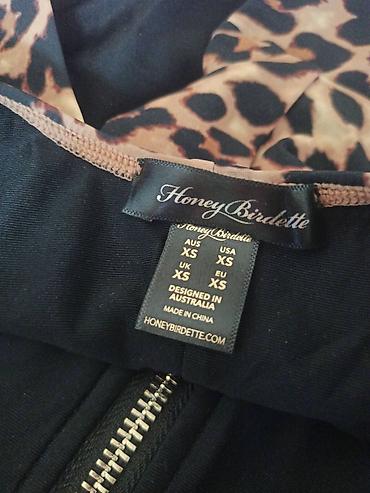 Honey Birdette
Honey Birdette
AUS USA
XS XS
UK EU
XS XS
DESIGNED IN
AUSTRALIA
MADE IN CHINA
HONEYBIRDETTE.COM